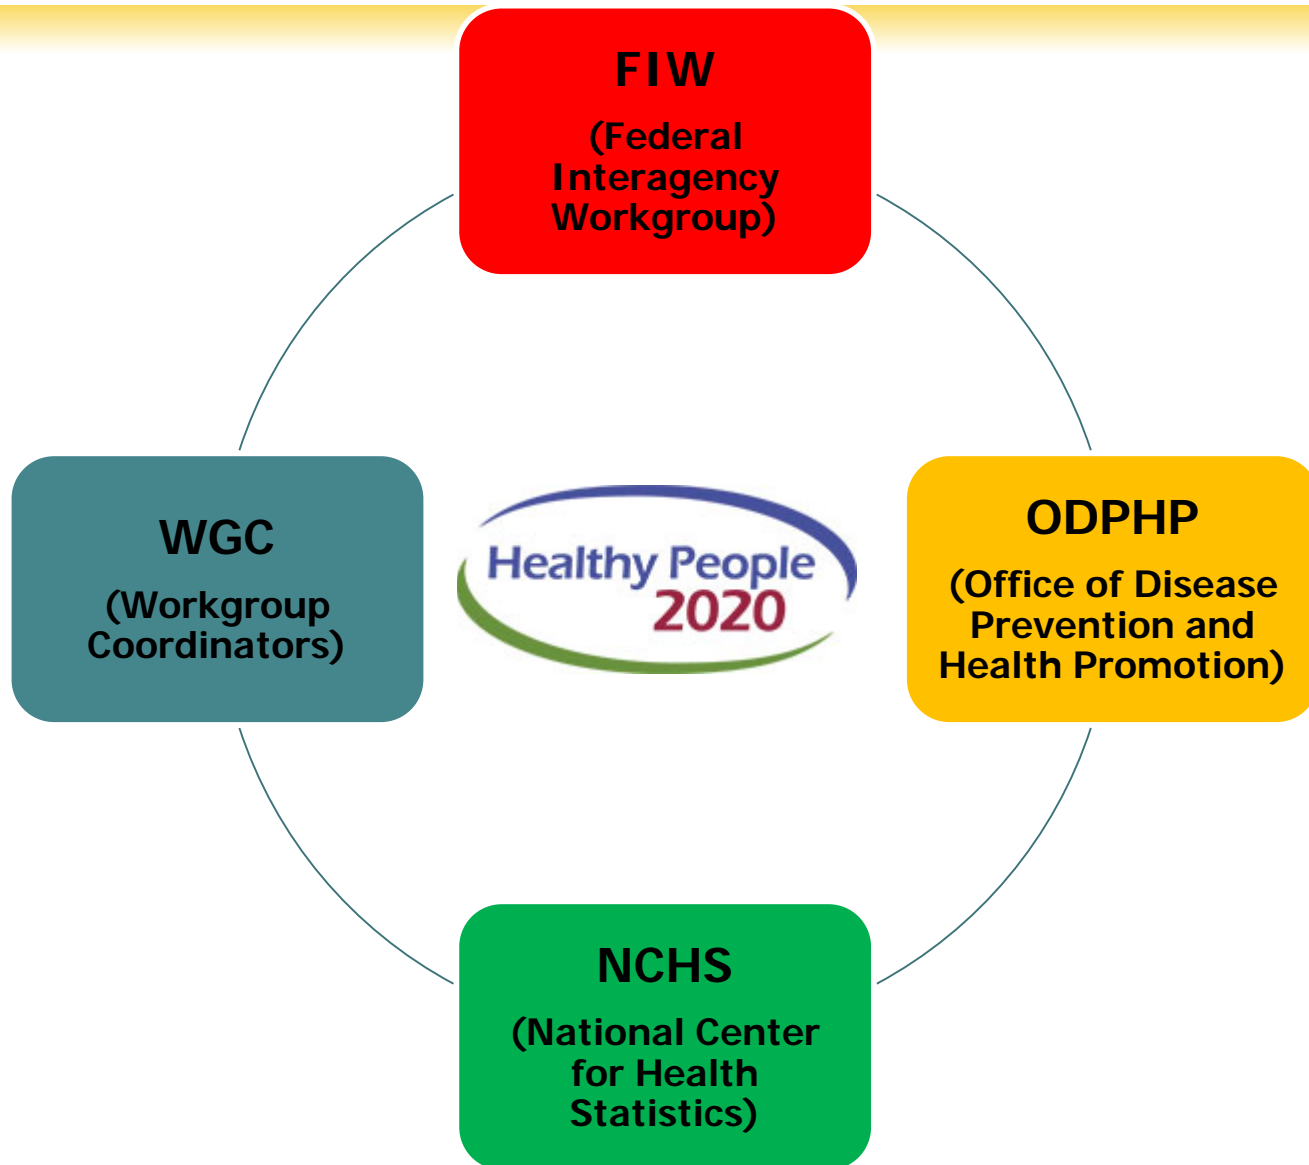 FIW
(Federal
Interagency
Workgroup)
WGC
(Workgroup
Coordinators)
Healthy People
2020
ODPHP
(Office of Disease
Prevention and
Health Promotion)
NCHS
(National Center
for Health
Statistics)